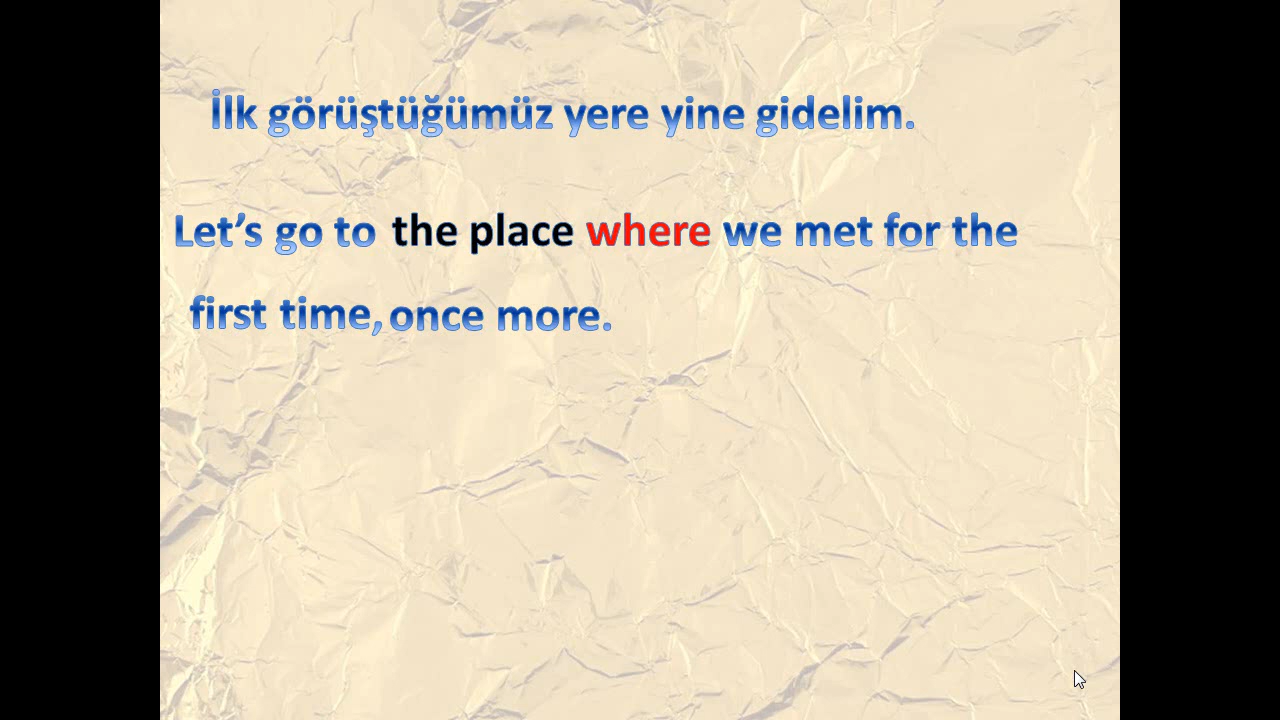 İlk görüştüğümüz yere yine gidelim.
Let’s go to the place where we met for the
first time, once more.